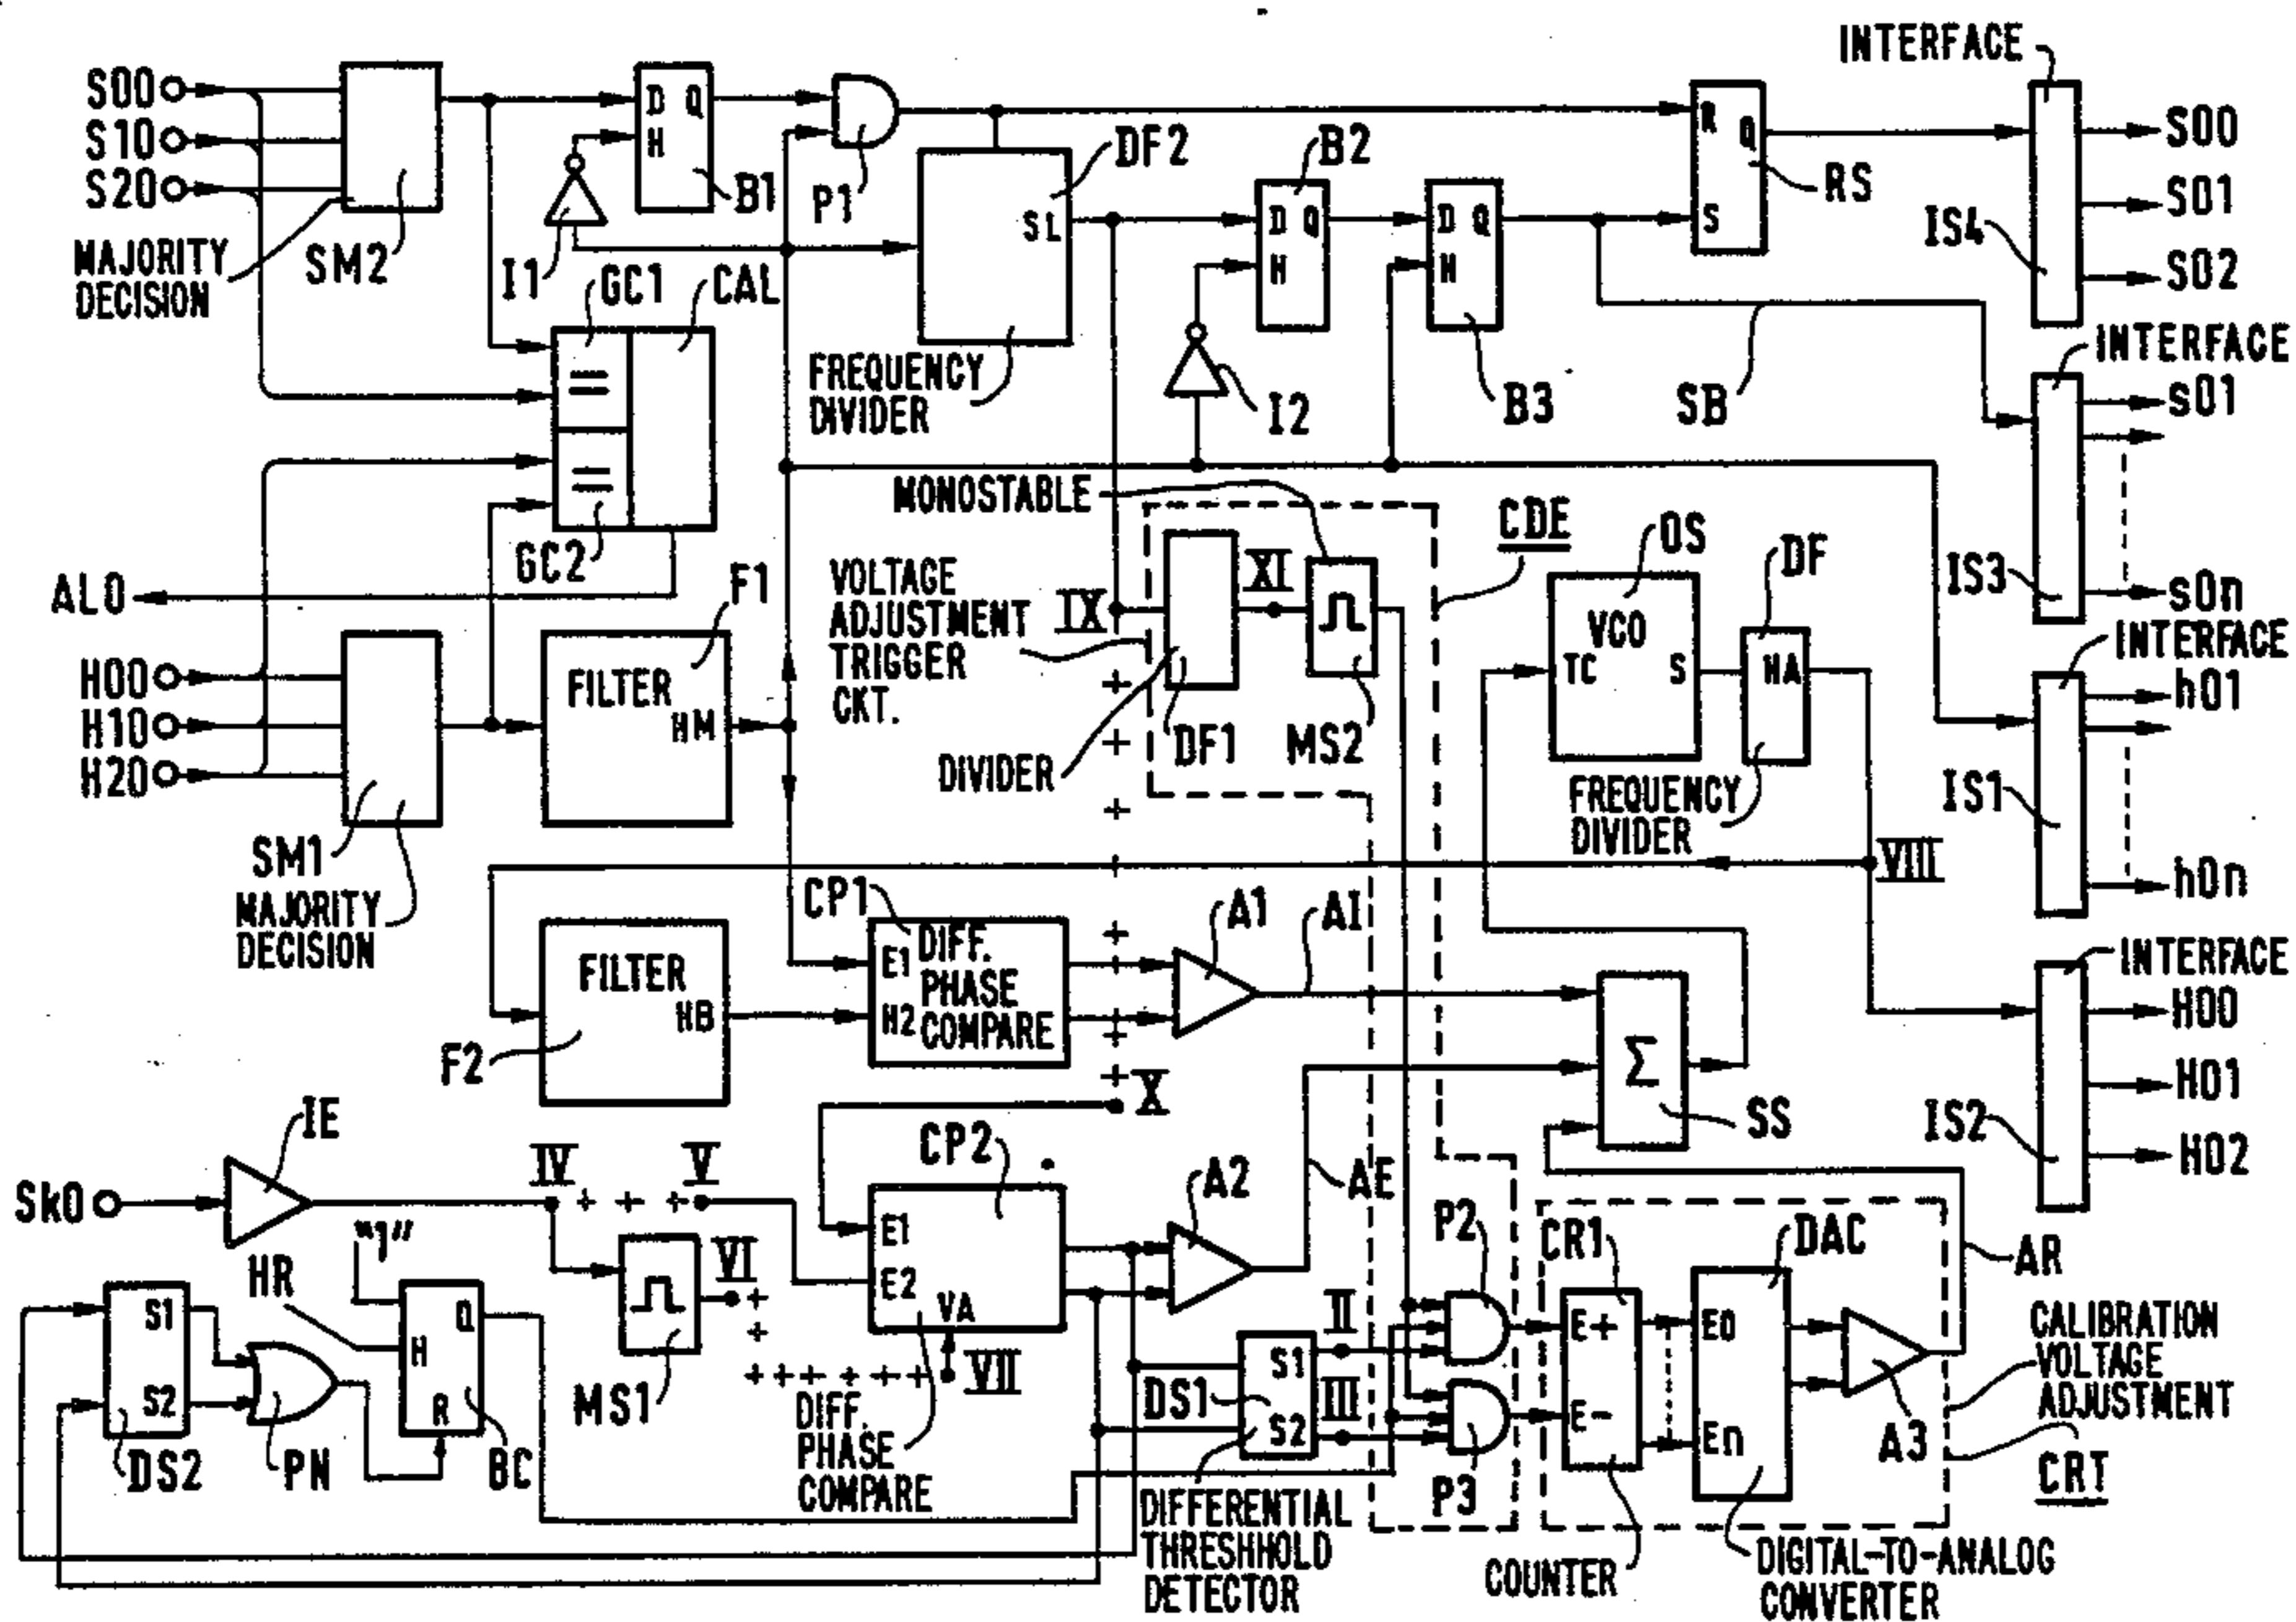 INTERFACE
S00
S10
S20
MAJORITY
DECISION
SM2
D Q
H
B1
I1
P1
DF2
SL
FREQUENCY
DIVIDER
B2
D Q
H
I2
D Q
H
B3
R
Q
S
RS
SB
IS4
S00
S01
S02
INTERFACE
s01
s0n
IS3
GC1
CAL
=
=
GC2
AL0
H00
H10
H20
SM1
MAJORITY
DECISION
F1
FILTER
HM
MONOSTABLE
VOLTAGE
ADJUSTMENT
TRIGGER
CKT.
IX
XI
DIVIDER
DF1
MS2
CDE
OS
VCO
TC
S
DF
HA
FREQUENCY
DIVIDER
VIII
INTERFACE
h01
h0n
IS1
INTERFACE
H00
H01
H02
IS2
F2
FILTER
HB
CP1
E1
H2
DIFF.
PHASE
COMPARE
A1
AI
X
Σ
SS
Sk0
IE
IV
V
"1"
HR
VI
MS1
CP2
E1
E2
VA
VII
DIFF.
PHASE
COMPARE
A2
AE
S1
S2
DS2
PN
H
Q
R
BC
II
III
S1
S2
DS1
DIFFERENTIAL
THRESHHOLD
DETECTOR
P2
P3
CR1
E+
E-
COUNTER
DAC
E0
En
DIGITAL-TO-ANALOG
CONVERTER
A3
AR
CALIBRATION
VOLTAGE
ADJUSTMENT
CRT